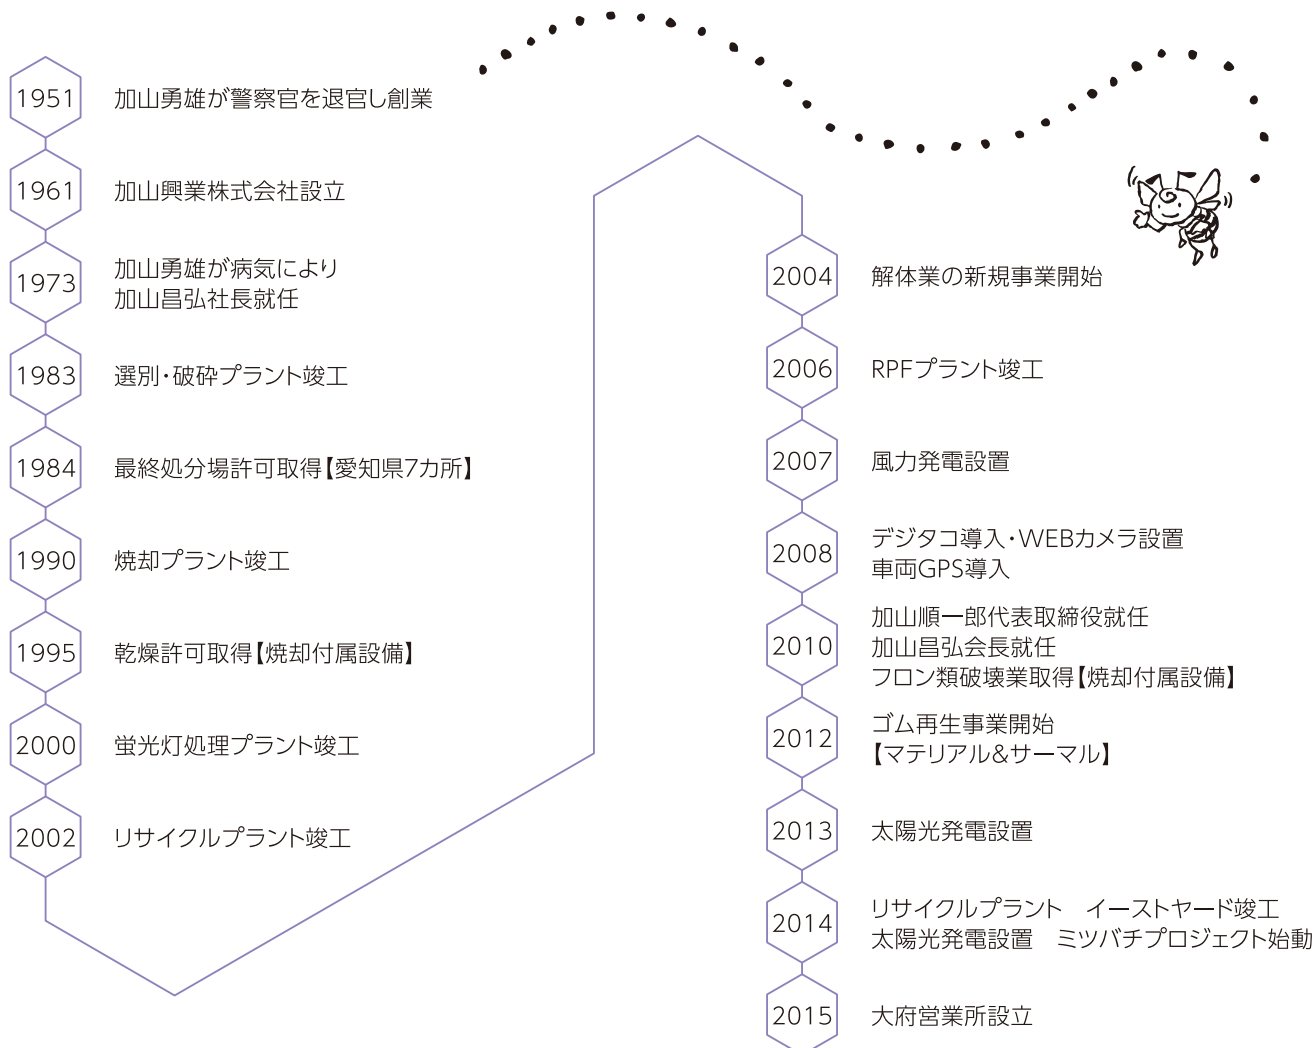 1951
加山勇雄が警察官を退官し創業
1961
加山興業株式会社設立
1973
加山勇雄が病気により
加山昌弘社長就任
1983
選別・破砕プラント竣工
1984
最終処分場許可取得【愛知県7カ所】
1990
焼却プラント竣工
1995
乾燥許可取得【焼却付属設備】
2000
蛍光灯処理プラント竣工
2002
リサイクルプラント竣工
2004
解体業の新規事業開始
2006
RPFプラント竣工
2007
風力発電設置
2008
デジタコ導入・WEBカメラ設置
車両GPS導入
2010
加山順一郎代表取締役就任
加山昌弘会長就任
フロン類破壊業取得【焼却付属設備】
2012
ゴム再生事業開始
【マテリアル&サーマル】
2013
太陽光発電設置
2014
リサイクルプラント　イーストヤード竣工
太陽光発電設置　ミツバチプロジェクト始動
2015
大府営業所設立